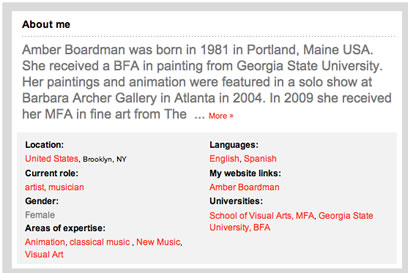 About me
Amber Boardman was born in 1981 in Portland, Maine USA.
She received a BFA in painting from Georgia State University.
Her paintings and animation were featured in a solo show at
Barbara Archer Gallery in Atlanta in 2004. In 2009 she received
her MFA in fine art from The ... More »
Location:
United States, Brooklyn, NY
Current role:
artist, musician
Gender:
Female
Areas of expertise:
Animation, classical music , New Music,
Visual Art
Languages:
English, Spanish
My website links:
Amber Boardman
Universities:
School of Visual Arts, MFA, Georgia State
University, BFA